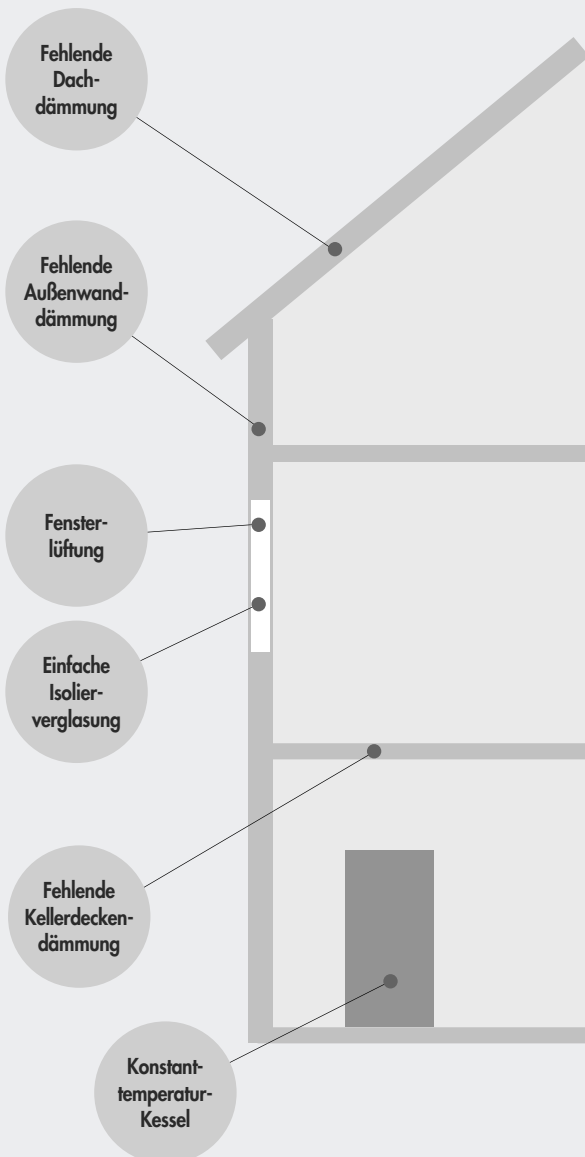 Fehlende
Dach-
dämmung
Fehlende
Außenwand-
dämmung
Fenster-
lüftung
Einfache
Isolier-
verglasung
Fehlende
Kellerdecken-
dämmung
Konstant-
temperatur-
Kessel